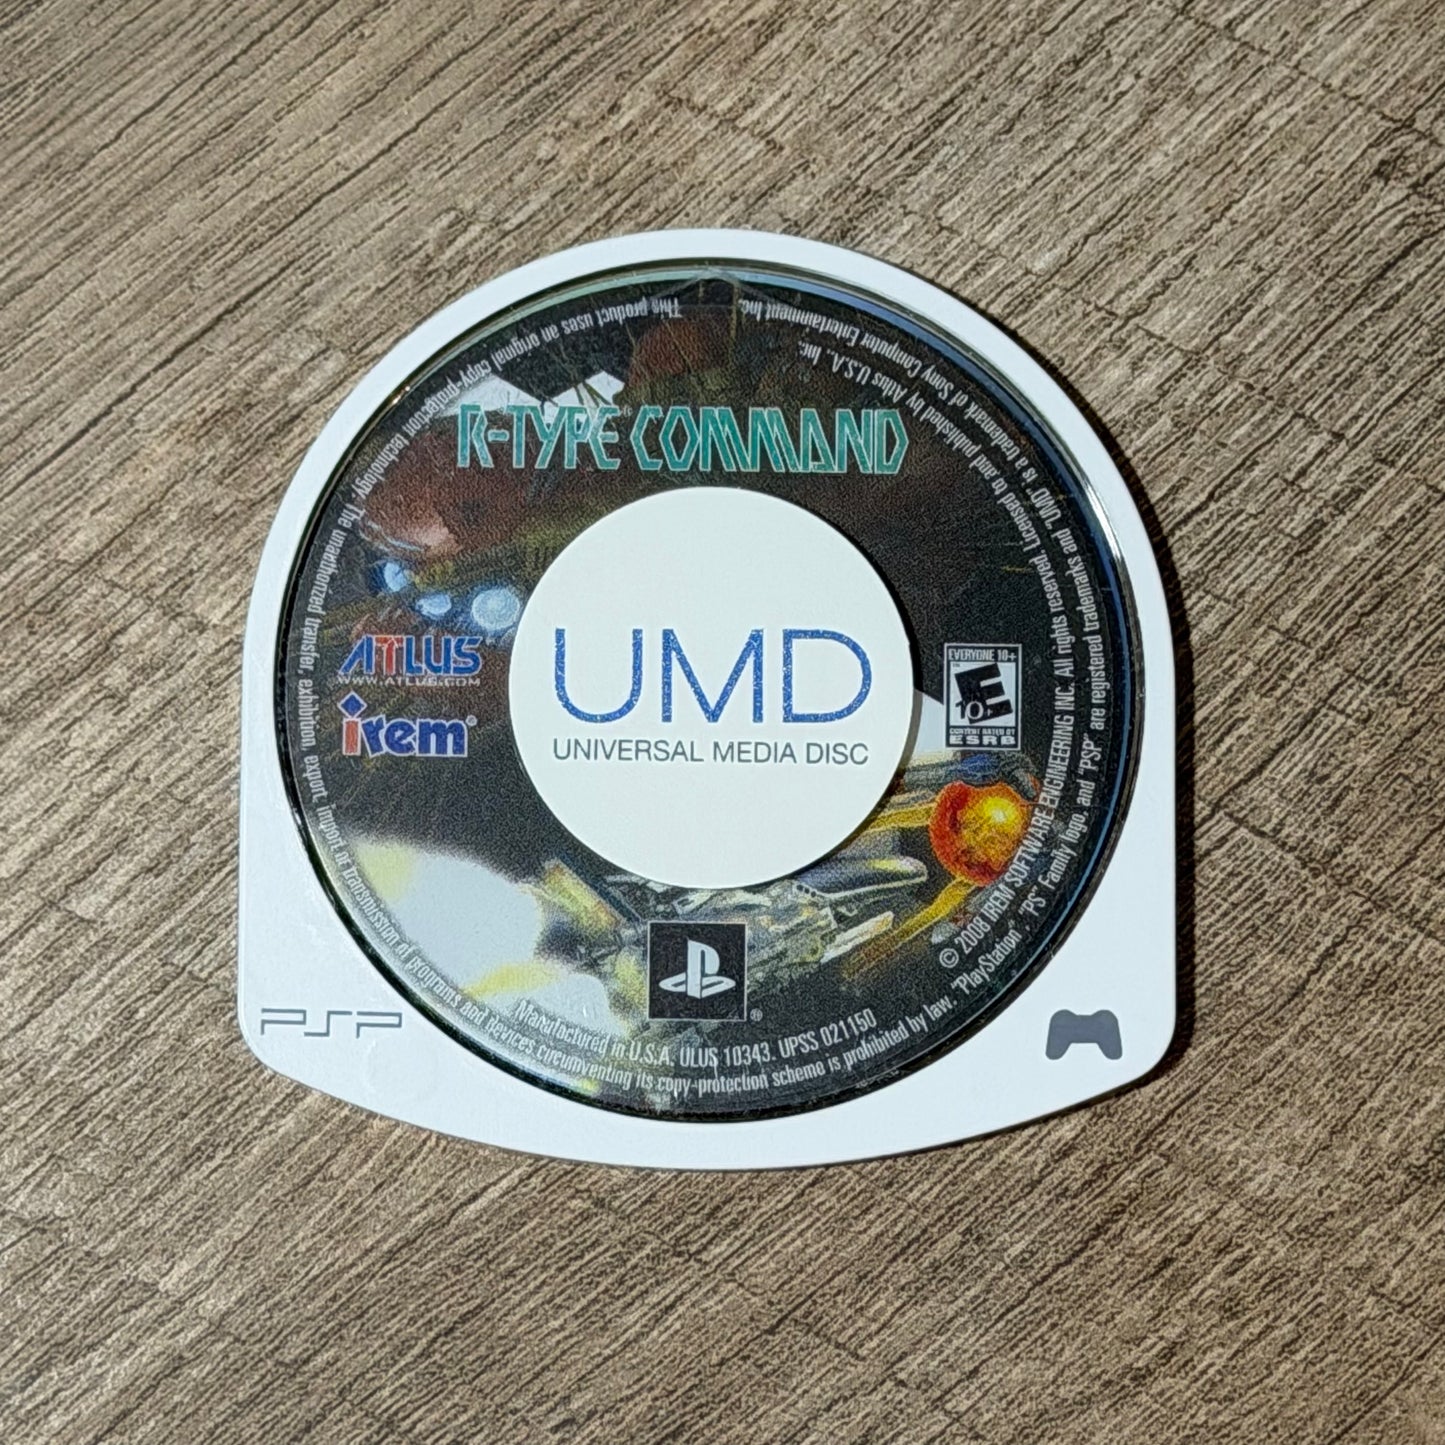 R-TYPE® COMMAND
ATLUS
WWW.ATLUS.COM
irem®
UMD
UNIVERSAL MEDIA DISC
EVERYONE 10+
E
10+
CONTENT RATED BY
ESRB
PSP
®
Manufactured in U.S.A. ULUS 10343. UPSS 021150
© 2008 IREM SOFTWARE ENGINEERING INC. All rights reserved. Licensed to and published by Atlus U.S.A., Inc.
This product uses an original copy-protection technology. The unauthorized transfer, exhibition, export, import or transmission of programs and devices circumventing its copy-protection scheme is prohibited by law. "PlayStation", "PS" Family logo, and "PSP" are registered trademarks and "UMD" is a trademark of Sony Computer Entertainment Inc.